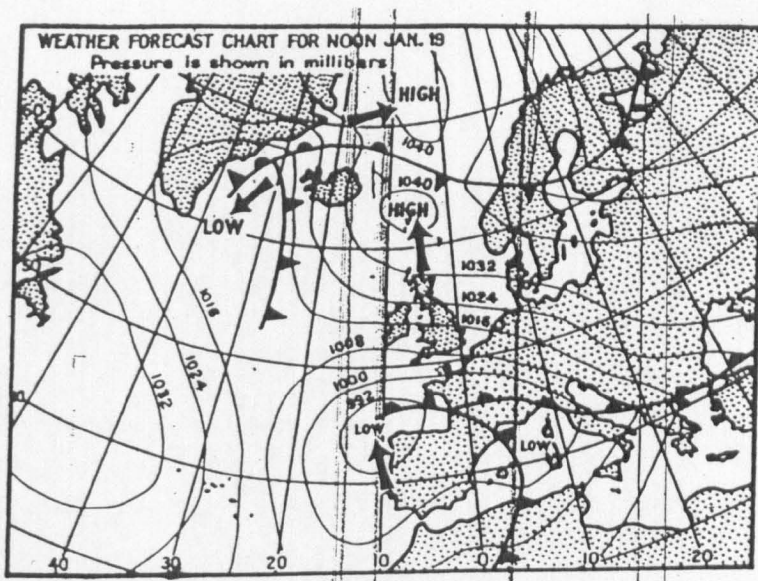 WEATHER FORECAST CHART FOR NOON JAN. 19
Pressure is shown in millibars
HIGH
1040
1040
HIGH
LOW
1032
1024
1016
1016
1008
1024
1000
1032
992
LOW
LOW
40
30
20
10
0
10
20